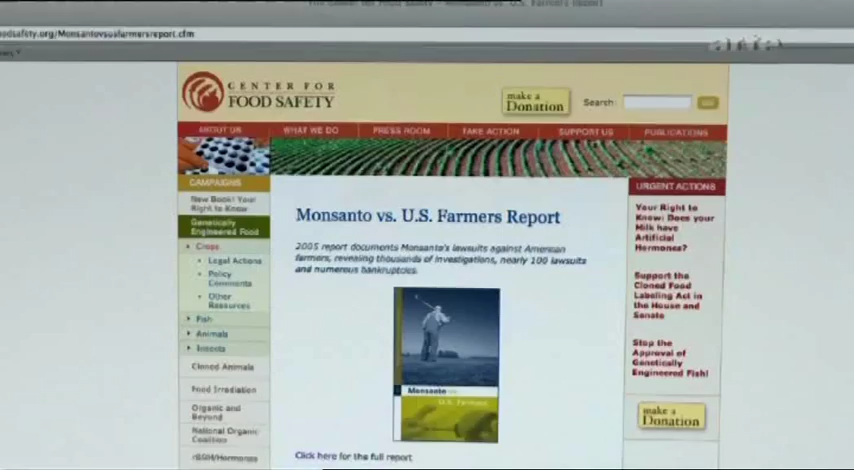 Monsanto vs. U.S. Farmers Report
odsafety.org/Monsantovsusfarmersreport.cfm
arte
CENTER FOR
FOOD SAFETY
make a
Donation
Search:
ABOUT US WHAT WE DO PRESS ROOM TAKE ACTION SUPPORT US PUBLICATIONS
CAMPAIGNS
New Book! Your
Right to Know
Genetically
Engineered Food
Crops
Legal Actions
Policy
Comments
Other
Resources
Fish
Animals
Insects
Cloned Animals
Food Irradiation
Organic and
Beyond
National Organic
Coalition
rBGH/Hormones
Monsanto vs. U.S. Farmers Report
2005 report documents Monsanto's lawsuits against American
farmers, revealing thousands of investigations, nearly 100 lawsuits
and numerous bankruptcies.
Monsanto vs.
U.S. Farmers
Click here for the full report
URGENT ACTIONS
Your Right to
Know: Does your
Milk have
Artificial
Hormones?
Support the
Cloned Food
Labeling Act in
the House and
Senate
Stop the
Approval of
Genetically
Engineered Fish!
make a
Donation